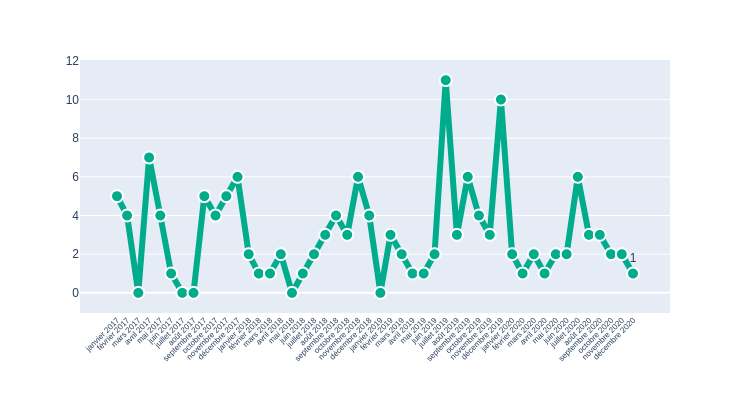 12
10
8
6
4
2
0
1
janvier 2017
février 2017
mars 2017
avril 2017
mai 2017
juin 2017
juillet 2017
août 2017
septembre 2017
octobre 2017
novembre 2017
décembre 2017
janvier 2018
février 2018
mars 2018
avril 2018
mai 2018
juin 2018
juillet 2018
août 2018
septembre 2018
octobre 2018
novembre 2018
décembre 2018
janvier 2019
février 2019
mars 2019
avril 2019
mai 2019
juin 2019
juillet 2019
août 2019
septembre 2019
octobre 2019
novembre 2019
décembre 2019
janvier 2020
février 2020
mars 2020
avril 2020
mai 2020
juin 2020
juillet 2020
août 2020
septembre 2020
octobre 2020
novembre 2020
décembre 2020